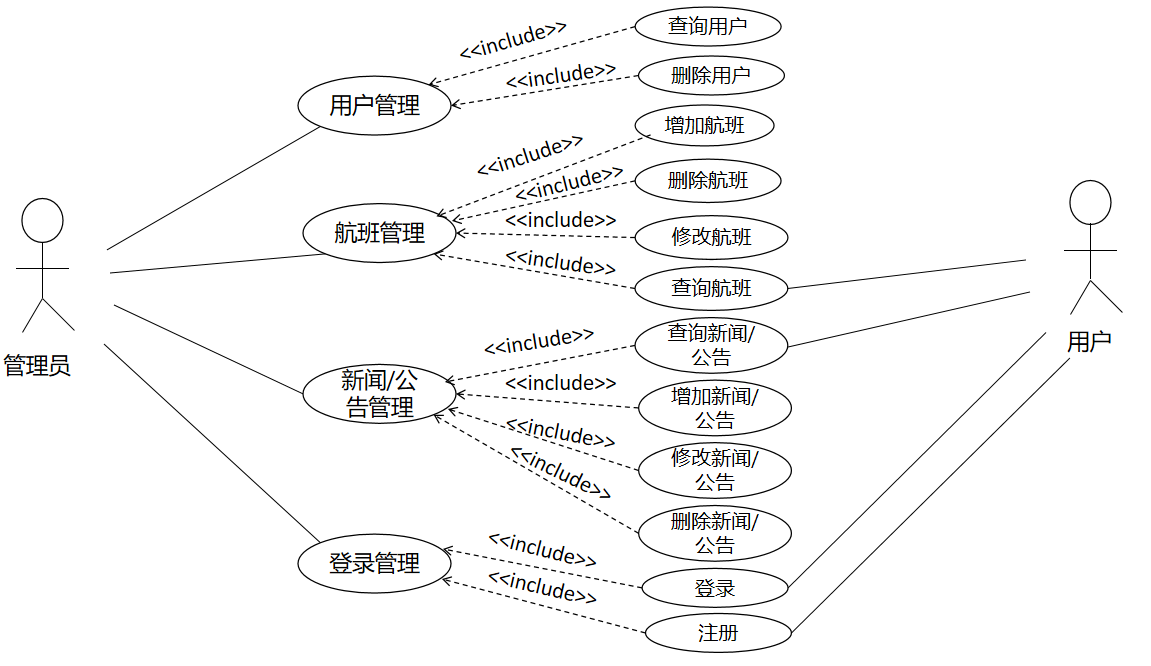 <<include>>
查询用户
<<include>>
删除用户
用户管理
<<include>>
增加航班
<<include>>
删除航班
航班管理
<<include>>
修改航班
<<include>>
查询航班
管理员
用户
<<include>>
查询新闻/
公告
新闻/公
告管理
<<include>>
增加新闻/
公告
<<include>>
修改新闻/
公告
<<include>>
删除新闻/
公告
登录管理
<<include>>
登录
<<include>>
注册